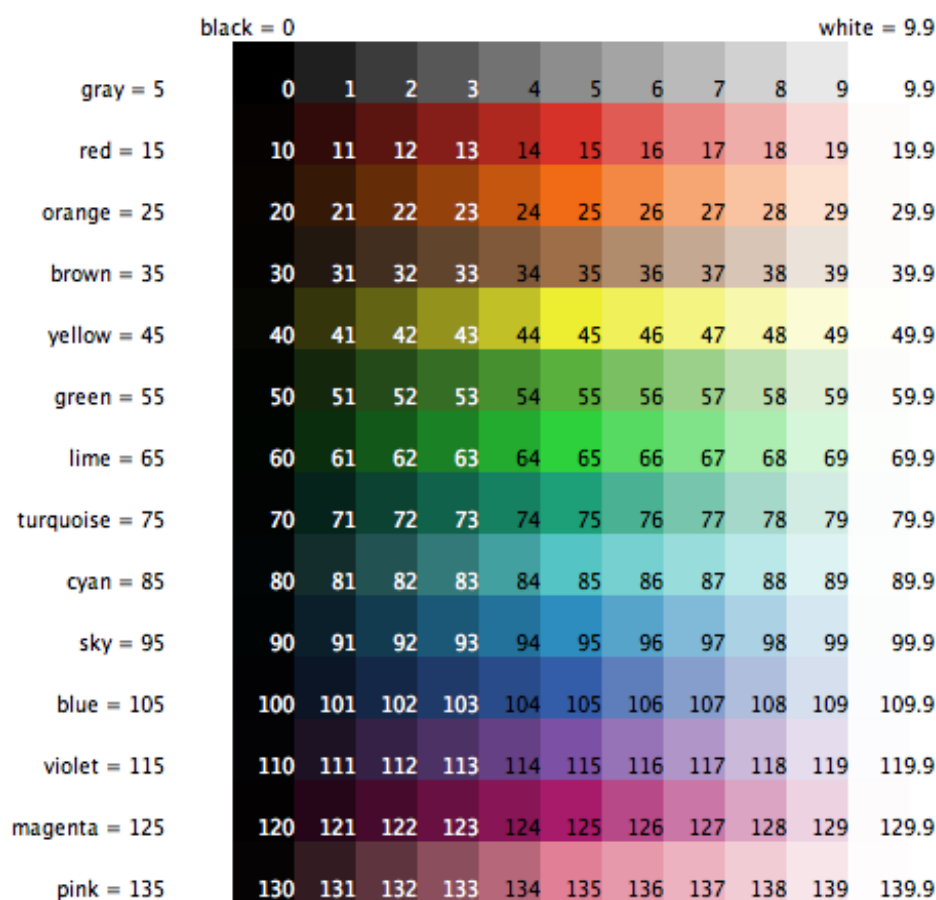 black = 0 white = 9.9
gray = 5 0 1 2 3 4 5 6 7 8 9 9.9
red = 15 10 11 12 13 14 15 16 17 18 19 19.9
orange = 25 20 21 22 23 24 25 26 27 28 29 29.9
brown = 35 30 31 32 33 34 35 36 37 38 39 39.9
yellow = 45 40 41 42 43 44 45 46 47 48 49 49.9
green = 55 50 51 52 53 54 55 56 57 58 59 59.9
lime = 65 60 61 62 63 64 65 66 67 68 69 69.9
turquoise = 75 70 71 72 73 74 75 76 77 78 79 79.9
cyan = 85 80 81 82 83 84 85 86 87 88 89 89.9
sky = 95 90 91 92 93 94 95 96 97 98 99 99.9
blue = 105 100 101 102 103 104 105 106 107 108 109 109.9
violet = 115 110 111 112 113 114 115 116 117 118 119 119.9
magenta = 125 120 121 122 123 124 125 126 127 128 129 129.9
pink = 135 130 131 132 133 134 135 136 137 138 139 139.9